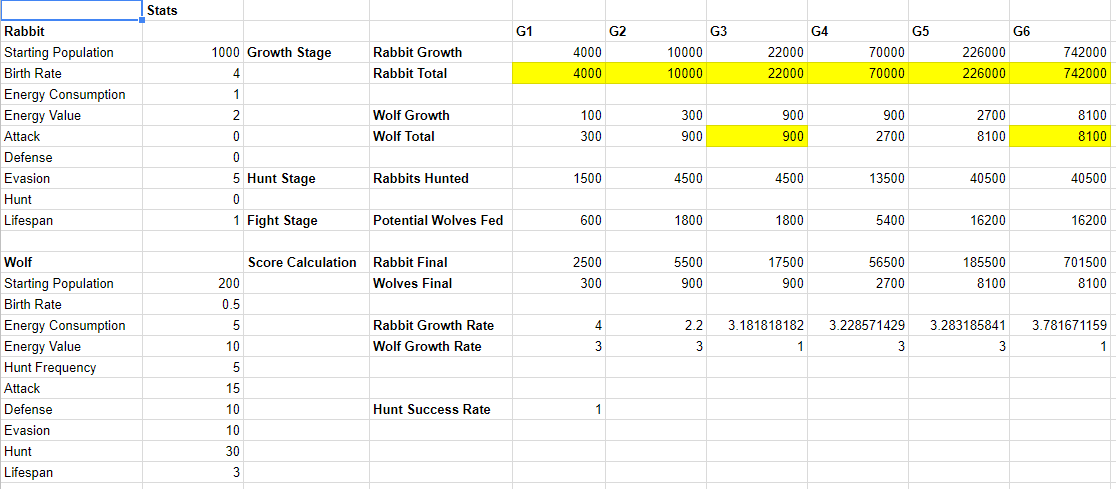 Stats
Rabbit G1 G2 G3 G4 G5 G6
Starting Population 1000 Growth Stage Rabbit Growth 4000 10000 22000 70000 226000 742000
Birth Rate 4 Rabbit Total 4000 10000 22000 70000 226000 742000
Energy Consumption 1
Energy Value 2 Wolf Growth 100 300 900 900 2700 8100
Attack 0 Wolf Total 300 900 900 2700 8100 8100
Defense 0
Evasion 5 Hunt Stage Rabbits Hunted 1500 4500 4500 13500 40500 40500
Hunt 0
Lifespan 1 Fight Stage Potential Wolves Fed 600 1800 1800 5400 16200 16200
Wolf Score Calculation Rabbit Final 2500 5500 17500 56500 185500 701500
Starting Population 200 Wolves Final 300 900 900 2700 8100 8100
Birth Rate 0.5
Energy Consumption 5 Rabbit Growth Rate 4 2.2 3.181818182 3.228571429 3.283185841 3.781671159
Energy Value 10 Wolf Growth Rate 3 3 1 3 3 1
Hunt Frequency 5
Attack 15
Defense 10 Hunt Success Rate 1
Evasion 10
Hunt 30
Lifespan 3